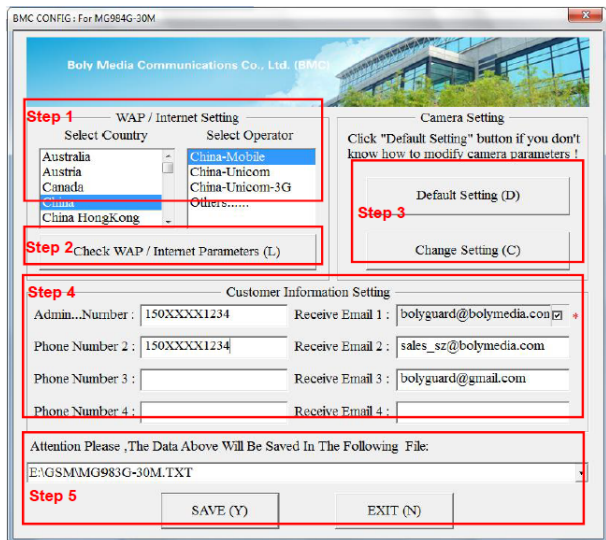 BMC CONFIG : For MG984G-30M
Boly Media Communications Co., Ltd. (BMC)
Step 1
WAP / Internet Setting
Select Country Select Operator
Australia
Austria
Canada
China
China HongKong
China-Mobile
China-Unicom
China-Unicom-3G
Others......
Camera Setting
Click "Default Setting" button if you don't
know how to modify camera parameters !
Default Setting (D)
Step 3
Change Setting (C)
Step 2
Check WAP / Internet Parameters (L)
Step 4
Customer Information Setting
Admin...Number : 150XXXX1234 Receive Email 1 : bolyguard@bolymedia.con *
Phone Number 2 : 150XXXX1234 Receive Email 2 : sales_sz@bolymedia.com
Phone Number 3 : Receive Email 3 : bolyguard@gmail.com
Phone Number 4 : Receive Email 4 :
Attention Please ,The Data Above Will Be Saved In The Following File:
E:\GSM\MG983G-30M.TXT
Step 5
SAVE (Y) EXIT (N)